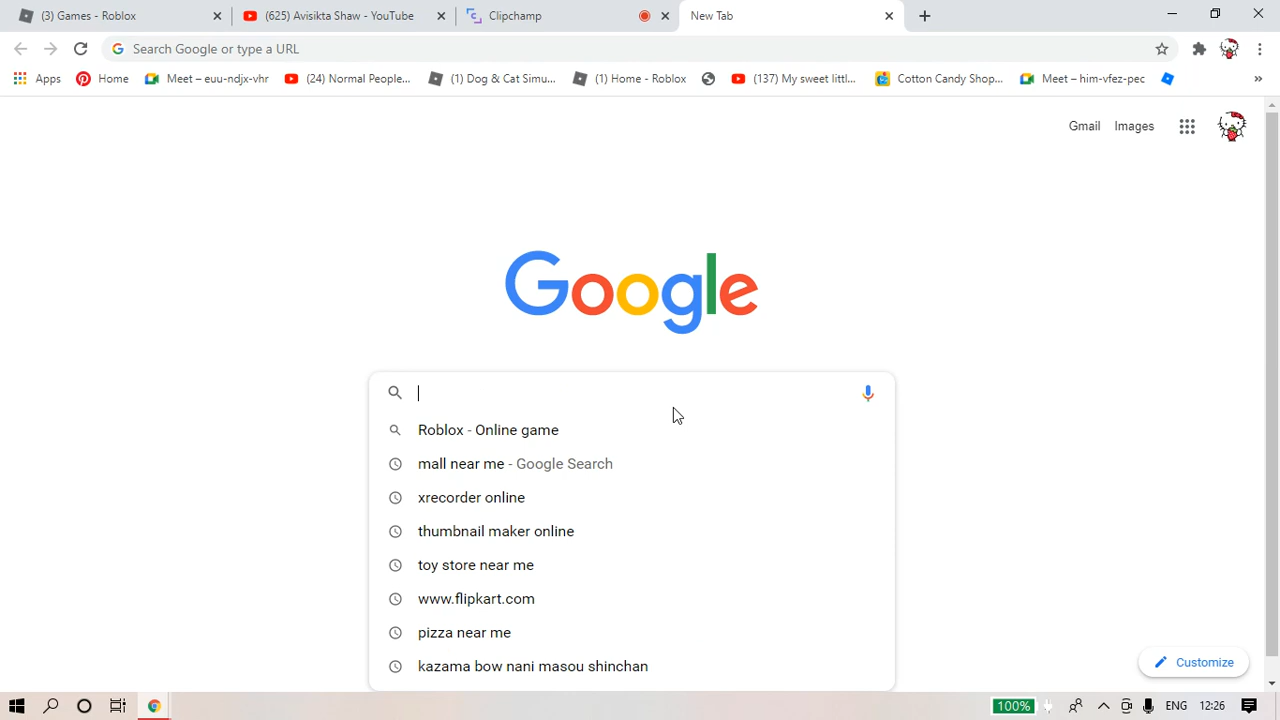 (3) Games - Roblox
(625) Avisikta Shaw - YouTube
Clipchamp
New Tab
Search Google or type a URL
Apps
Home
Meet – euu-ndjx-vhr
(24) Normal People...
(1) Dog & Cat Simu...
(1) Home - Roblox
(137) My sweet littl...
Cotton Candy Shop...
Meet – him-vfez-pec
»
Gmail
Images
Google
Roblox - Online game
mall near me - Google Search
xrecorder online
thumbnail maker online
toy store near me
www.flipkart.com
pizza near me
kazama bow nani masou shinchan
Customize
100%
ENG
12:26